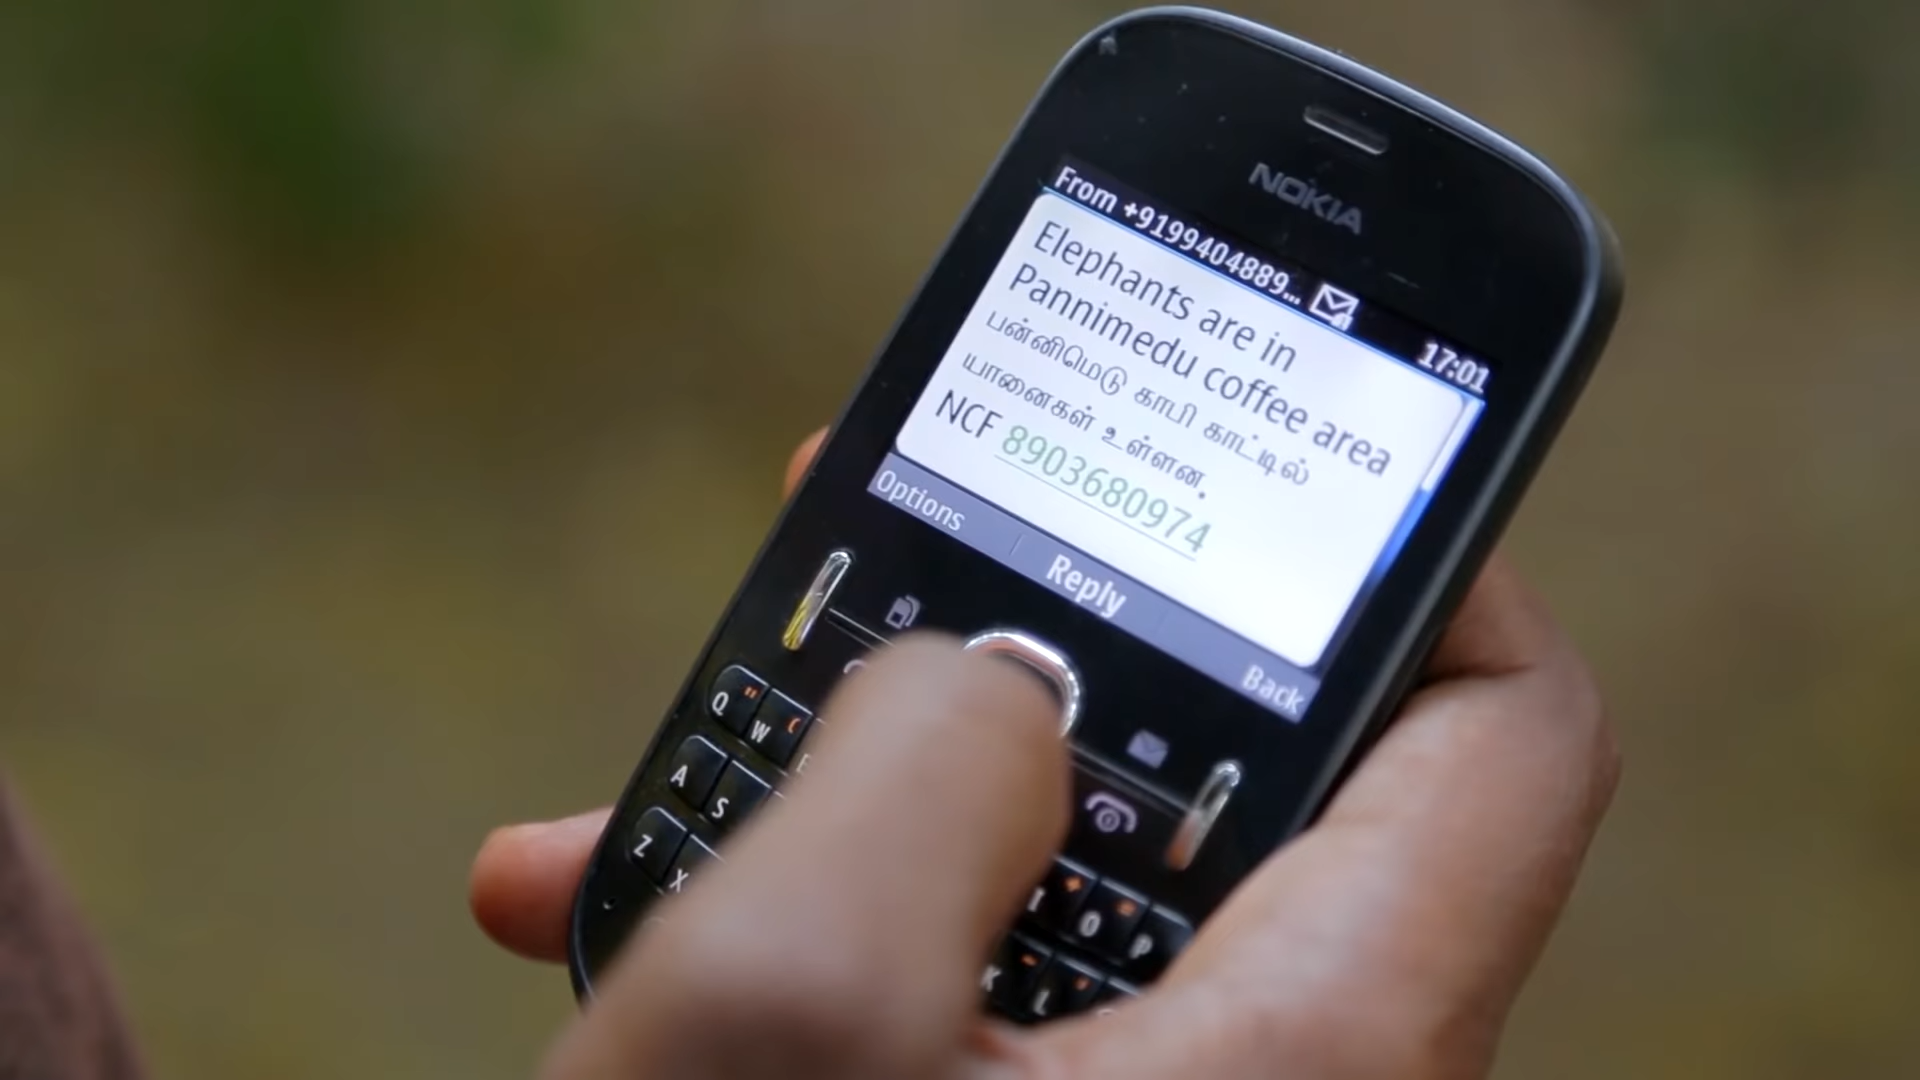 NOKIA
From +9199404889... 17:01
Elephants are in
Pannimedu coffee area
பன்னிமெடு காபி காட்டில்
யானைகள் உள்ளன.
NCF 8903680974
Options Reply Back
Q W E
A S
Z X
I O P
K L